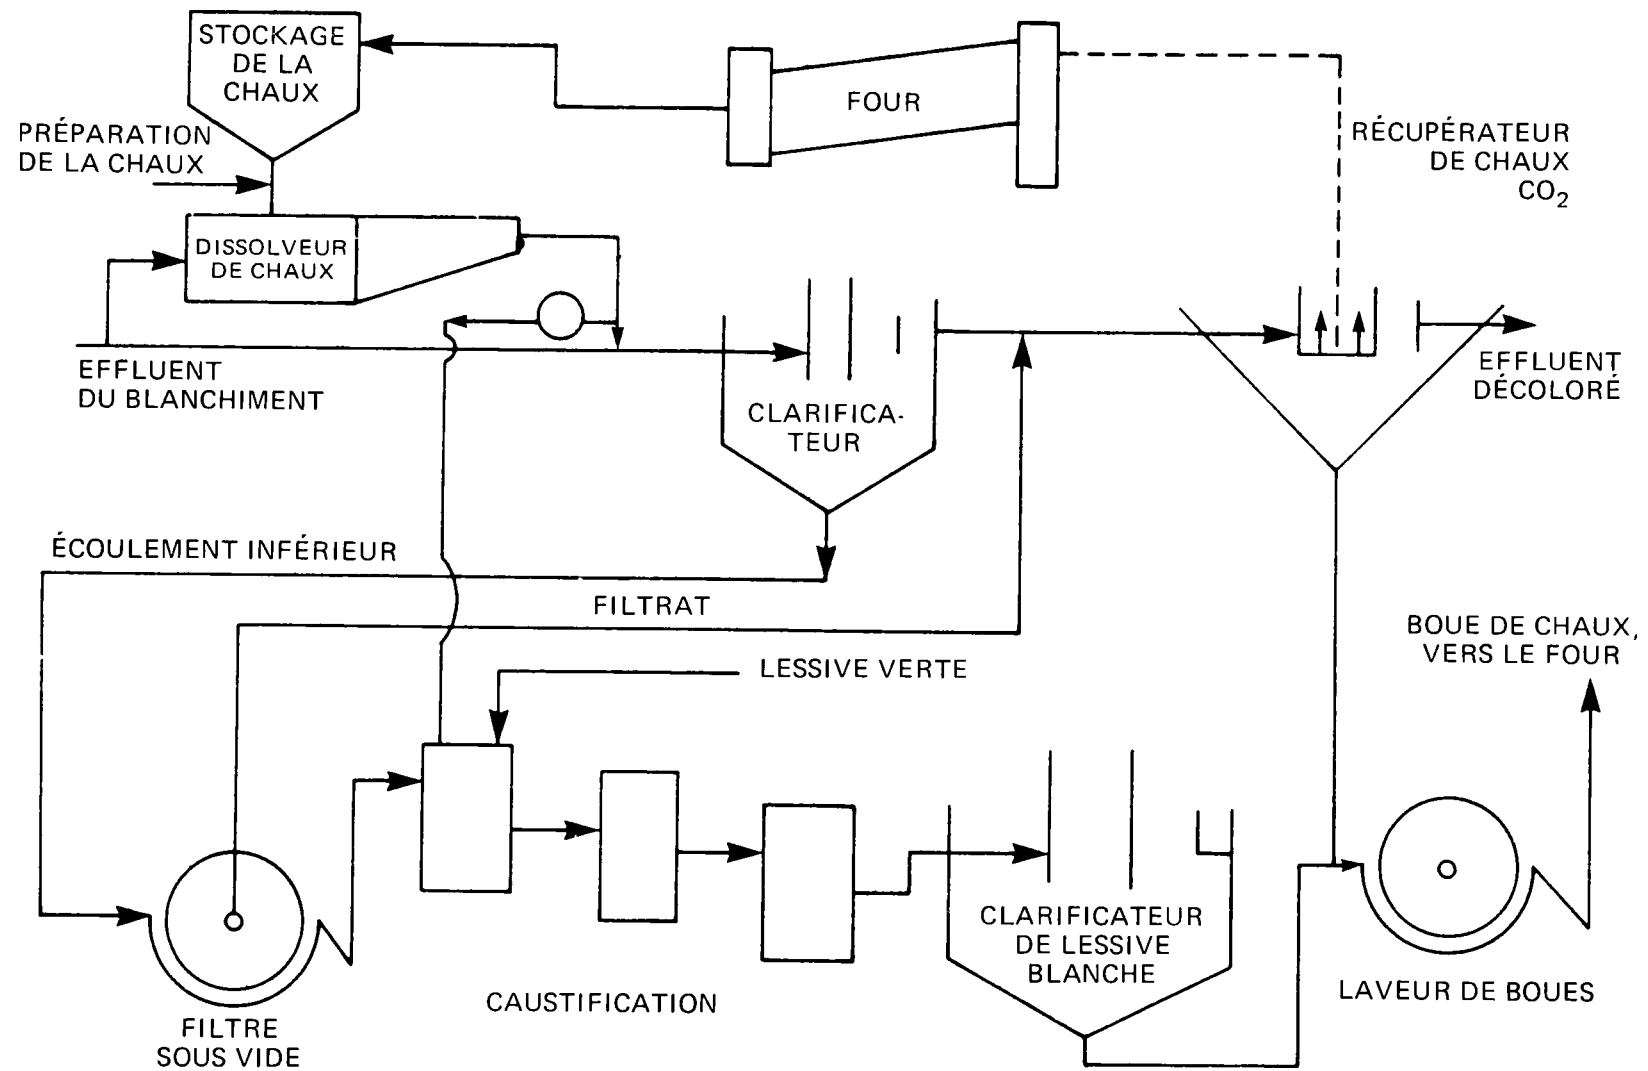 STOCKAGE
DE LA
CHAUX
FOUR
PRÉPARATION
DE LA CHAUX
RÉCUPÉRATEUR
DE CHAUX
CO₂
DISSOLVEUR
DE CHAUX
EFFLUENT
DU BLANCHIMENT
EFFLUENT
DÉCOLORÉ
CLARIFICA-
TEUR
ÉCOULEMENT INFÉRIEUR
FILTRAT
BOUE DE CHAUX,
VERS LE FOUR
LESSIVE VERTE
CLARIFICATEUR
DE LESSIVE
BLANCHE
CAUSTIFICATION
LAVEUR DE BOUES
FILTRE
SOUS VIDE